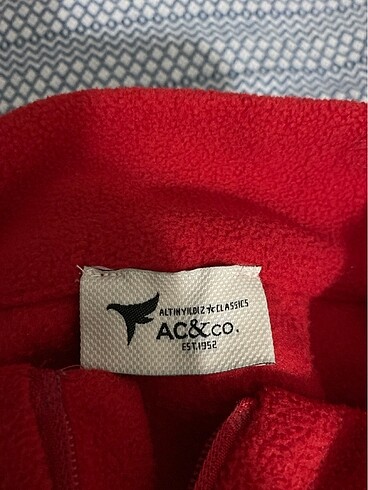 ALTINYILDIZ CLASSICS
AC&CO.
EST.1952